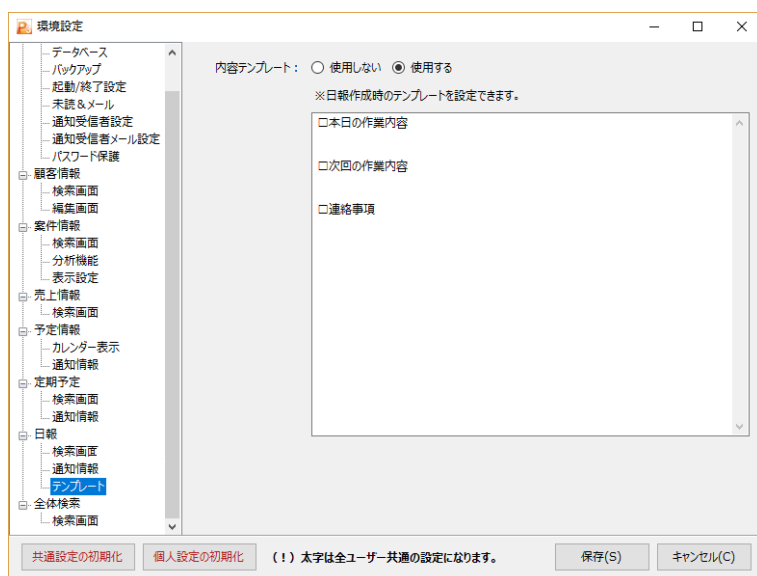 環境設定
データベース
バックアップ
起動/終了設定
未読＆メール
通知受信者設定
通知受信者メール設定
パスワード保護
顧客情報
検索画面
編集画面
案件情報
検索画面
分析機能
表示設定
売上情報
検索画面
予定情報
カレンダー表示
通知情報
定期予定
検索画面
通知情報
日報
検索画面
通知情報
テンプレート
全体検索
検索画面
内容テンプレート： 使用しない 使用する
※日報作成時のテンプレートを設定できます。
□本日の作業内容
□次回の作業内容
□連絡事項
共通設定の初期化 個人設定の初期化 (！) 太字は全ユーザー共通の設定になります。 保存(S) キャンセル(C)